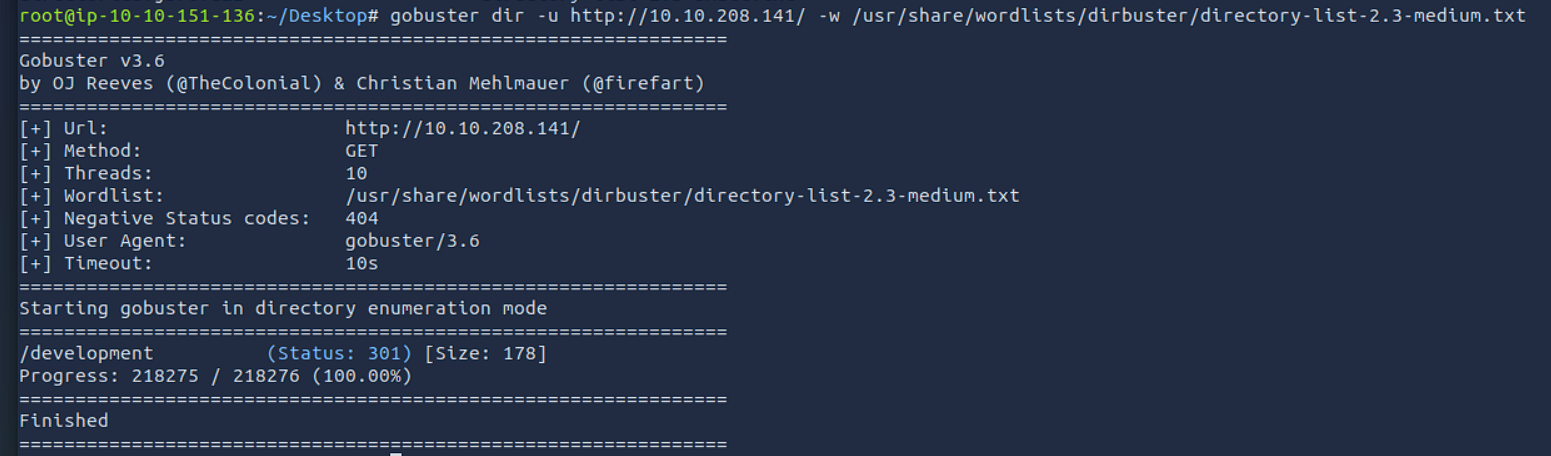 root@ip-10-10-151-136:~/Desktop# gobuster dir -u http://10.10.208.141/ -w /usr/share/wordlists/dirbuster/directory-list-2.3-medium.txt
===============================================================
Gobuster v3.6
by OJ Reeves (@TheColonial) & Christian Mehlmauer (@firefart)
===============================================================
[+] Url:                     http://10.10.208.141/
[+] Method:                  GET
[+] Threads:                 10
[+] Wordlist:                /usr/share/wordlists/dirbuster/directory-list-2.3-medium.txt
[+] Negative Status codes:   404
[+] User Agent:              gobuster/3.6
[+] Timeout:                 10s
===============================================================
Starting gobuster in directory enumeration mode
===============================================================
/development          (Status: 301) [Size: 178]
Progress: 218275 / 218276 (100.00%)
===============================================================
Finished
===============================================================